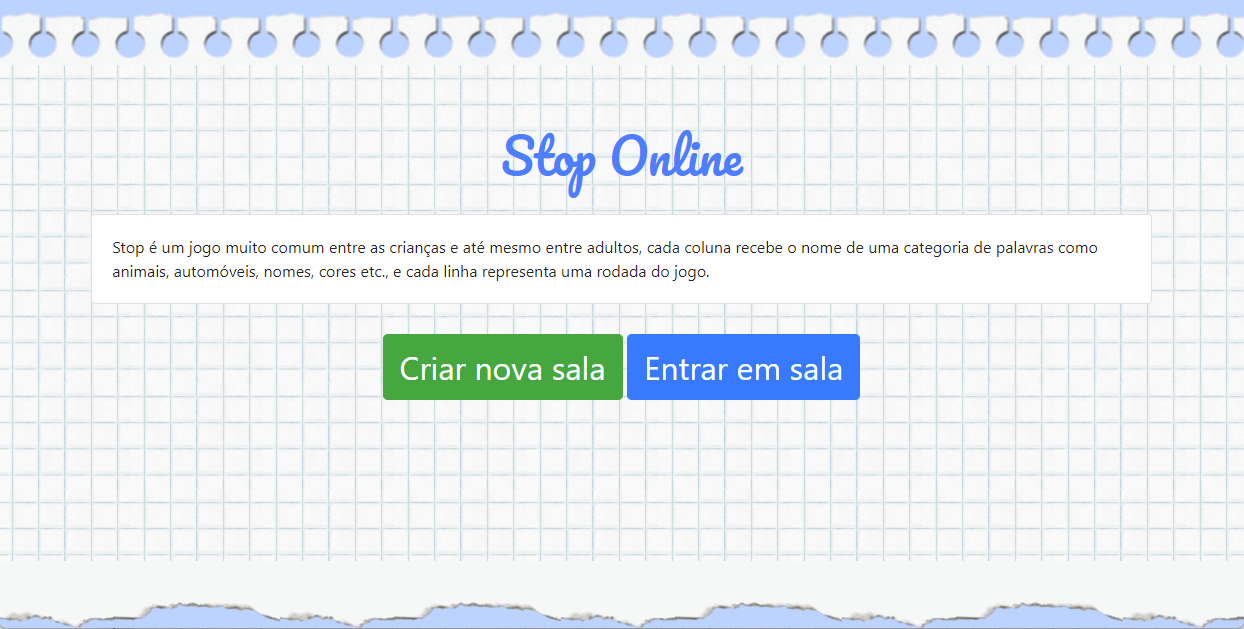 Stop Online
Stop é um jogo muito comum entre as crianças e até mesmo entre adultos, cada coluna recebe o nome de uma categoria de palavras como
animais, automóveis, nomes, cores etc., e cada linha representa uma rodada do jogo.
Criar nova sala
Entrar em sala